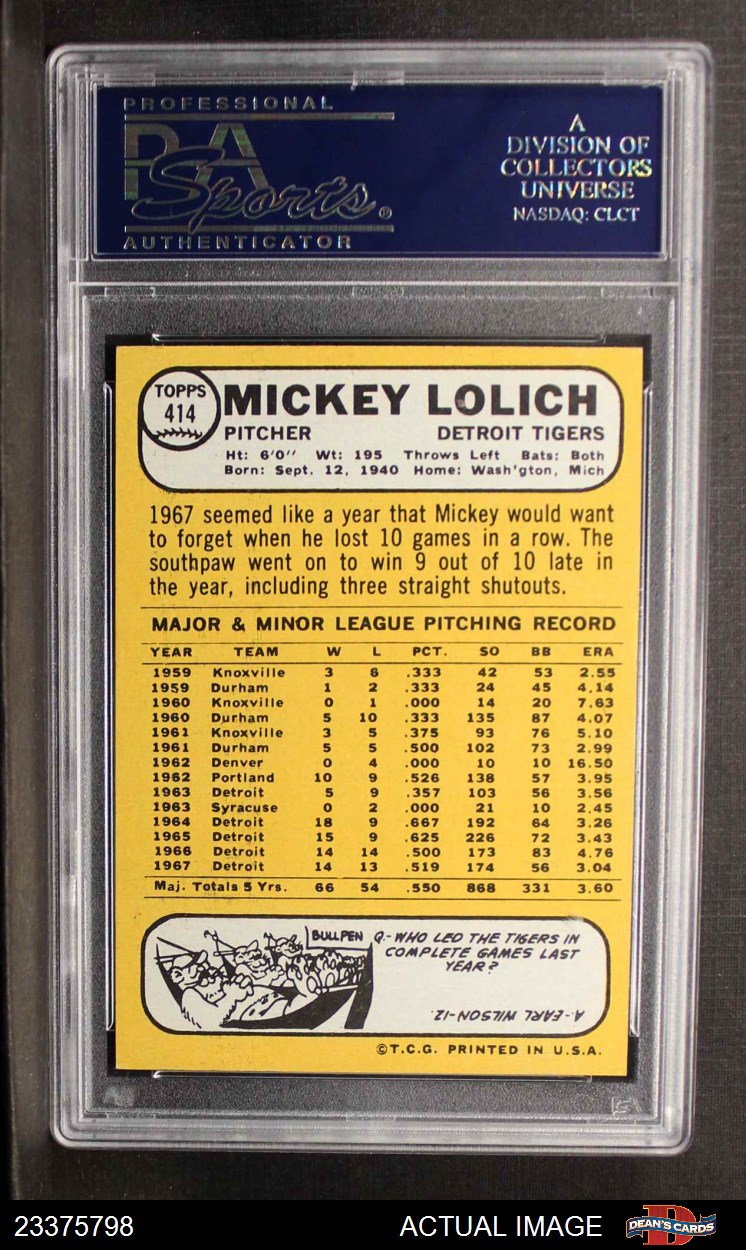 PROFESSIONAL
PSA
Sports®
AUTHENTICATOR
A
DIVISION OF
COLLECTORS
UNIVERSE
NASDAQ: CLCT
TOPPS
414
MICKEY LOLICH
PITCHER DETROIT TIGERS
Ht: 6'0" Wt: 195 Throws Left Bats: Both
Born: Sept. 12, 1940 Home: Wash'gton, Mich
1967 seemed like a year that Mickey would want
to forget when he lost 10 games in a row. The
southpaw went on to win 9 out of 10 late in
the year, including three straight shutouts.
MAJOR & MINOR LEAGUE PITCHING RECORD
YEAR TEAM W L PCT. SO BB ERA
1959 Knoxville 3 6 .333 42 53 2.55
1959 Durham 1 2 .333 24 45 4.14
1960 Knoxville 0 1 .000 14 20 7.63
1960 Durham 5 10 .333 135 87 4.07
1961 Knoxville 3 5 .375 93 76 5.10
1961 Durham 5 5 .500 102 73 2.99
1962 Denver 0 4 .000 10 10 16.50
1962 Portland 10 9 .526 138 57 3.95
1963 Detroit 5 9 .357 103 56 3.56
1963 Syracuse 0 2 .000 21 10 2.45
1964 Detroit 18 9 .667 192 64 3.26
1965 Detroit 15 9 .625 226 72 3.43
1966 Detroit 14 14 .500 173 83 4.76
1967 Detroit 14 13 .519 174 56 3.04
Maj. Totals 5 Yrs. 66 54 .550 868 331 3.60
BULLPEN
Q.- WHO LED THE TIGERS IN
COMPLETE GAMES LAST
YEAR?
A.- EARL WILSON-12.
©T.C.G. PRINTED IN U.S.A.
23375798 ACTUAL IMAGE
DEAN'S CARDS